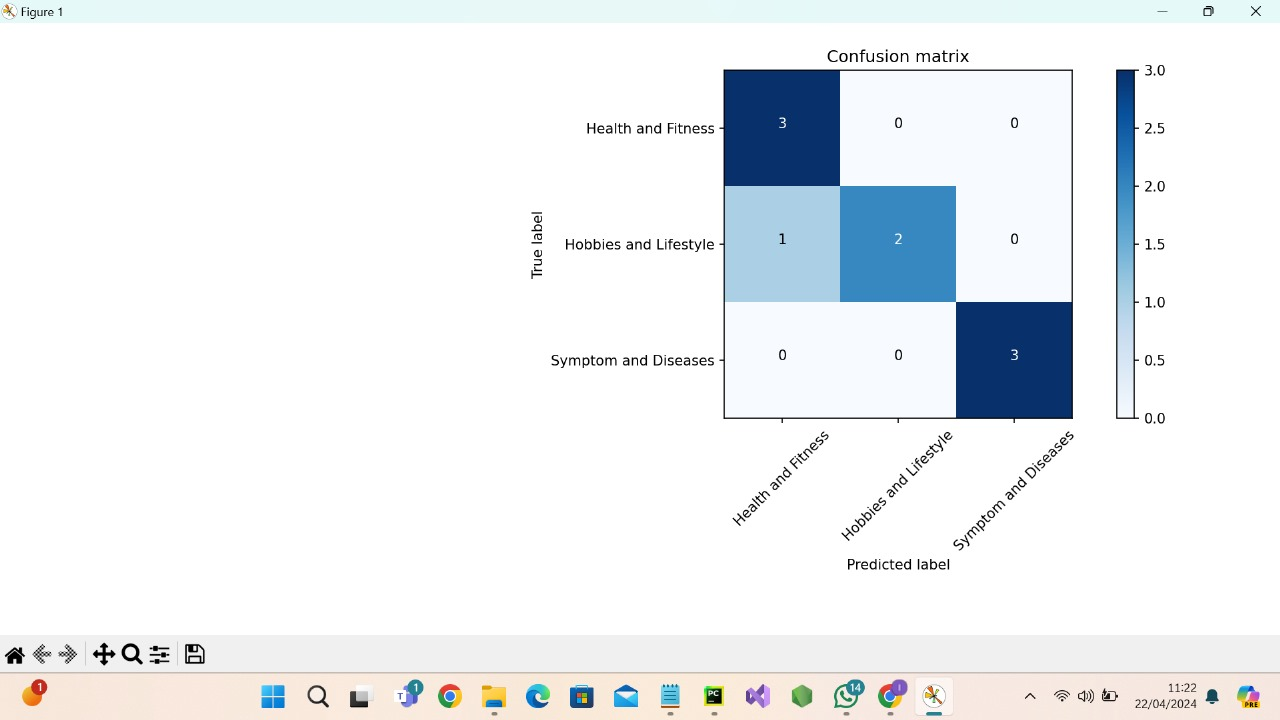 Figure 1
Confusion matrix
3.0
3
0
0
Health and Fitness
2.5
2.0
True label
Hobbies and Lifestyle
1
2
0
1.5
1.0
Symptom and Diseases
0
0
3
0.5
0.0
Health and Fitness
Hobbies and Lifestyle
Symptom and Diseases
Predicted label
1
T
1
PC
14
I
11:22
22/04/2024
PRE